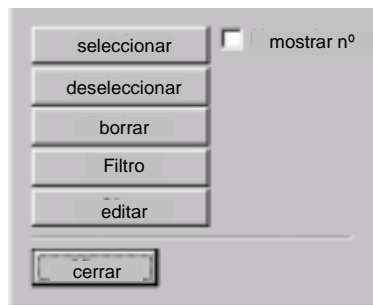 seleccionar
mostrar nº
deseleccionar
borrar
Filtro
editar
cerrar